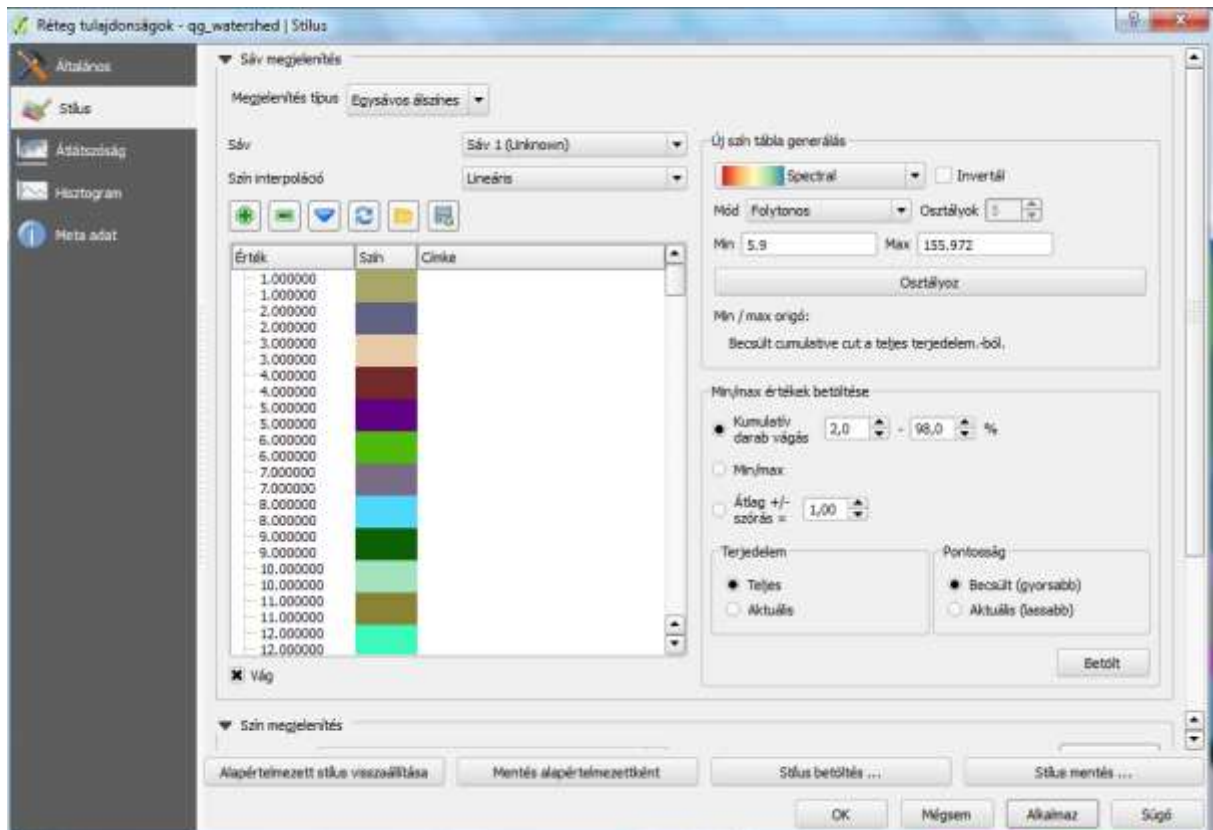 Réteg tulajdonságok - qg_watershed | Stílus
Általános
Stílus
Átlátszóság
Hisztogram
Meta adat
Sáv megjelenítés
Megjelenítés típus Egysávos álszínes
Sáv Sáv 1 (Unknown)
Szín interpoláció Lineáris
Érték Szín Címke
1.000000
1.000000
2.000000
2.000000
3.000000
3.000000
4.000000
4.000000
5.000000
5.000000
6.000000
6.000000
7.000000
7.000000
8.000000
8.000000
9.000000
9.000000
10.000000
10.000000
11.000000
11.000000
12.000000
12.000000
Vág
Új szín tábla generálás
Spectral Invertál
Mód Folytonos Osztályok 5
Min 5.9 Max 155.972
Osztályoz
Min / max origó:
Becsült cumulative cut a teljes terjedelem.-ből.
Min/max értékek betöltése
Kumulatív
darab vágás 2,0 - 98,0 %
Min/max
Átlag +/-
szórás = 1,00
Terjedelem
Teljes
Aktuális
Pontosság
Becsült (gyorsabb)
Aktuális (lassabb)
Betölt
Szín megjelenítés
Alapértelmezett stílus visszaállítása Mentés alapértelmezettként Stílus betöltés ... Stílus mentés ...
OK Mégsem Alkalmaz Súgó